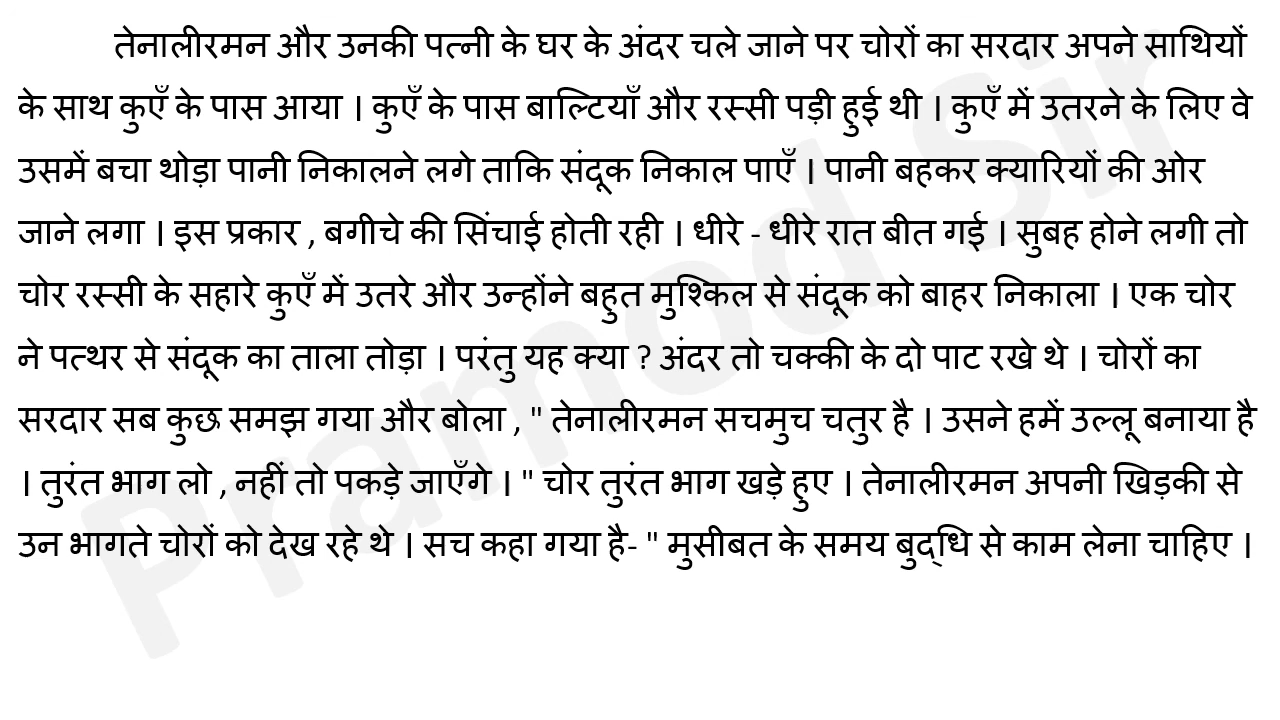 तेनालीरमन और उनकी पत्नी के घर के अंदर चले जाने पर चोरों का सरदार अपने साथियों
के साथ कुएँ के पास आया । कुएँ के पास बाल्टियाँ और रस्सी पड़ी हुई थी । कुएँ में उतरने के लिए वे
उसमें बचा थोड़ा पानी निकालने लगे ताकि संदूक निकाल पाएँ । पानी बहकर क्यारियों की ओर
जाने लगा । इस प्रकार , बगीचे की सिंचाई होती रही । धीरे - धीरे रात बीत गई । सुबह होने लगी तो
चोर रस्सी के सहारे कुएँ में उतरे और उन्होंने बहुत मुश्किल से संदूक को बाहर निकाला । एक चोर
ने पत्थर से संदूक का ताला तोड़ा । परंतु यह क्या ? अंदर तो चक्की के दो पाट रखे थे । चोरों का
सरदार सब कुछ समझ गया और बोला , " तेनालीरमन सचमुच चतुर है । उसने हमें उल्लू बनाया है
। तुरंत भाग लो , नहीं तो पकड़े जाएँगे । " चोर तुरंत भाग खड़े हुए । तेनालीरमन अपनी खिड़की से
उन भागते चोरों को देख रहे थे । सच कहा गया है- " मुसीबत के समय बुद्‌धि से काम लेना चाहिए ।
Pramod Sir